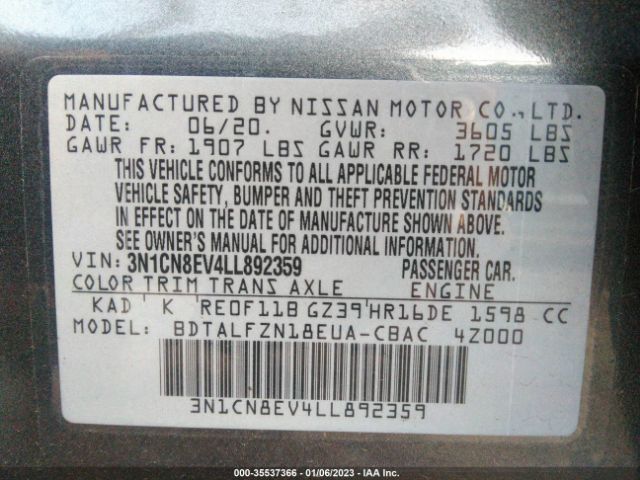 MANUFACTURED BY NISSAN MOTOR CO., LTD.
DATE: 06/20. GVWR: 3605 LBS
GAWR FR: 1907 LBS GAWR RR: 1720 LBS
THIS VEHICLE CONFORMS TO ALL APPLICABLE FEDERAL MOTOR
VEHICLE SAFETY, BUMPER AND THEFT PREVENTION STANDARDS
IN EFFECT ON THE DATE OF MANUFACTURE SHOWN ABOVE.
SEE OWNER'S MANUAL FOR ADDITIONAL INFORMATION.
VIN: 3N1CN8EV4LL892359 PASSENGER CAR.
COLOR TRIM TRANS AXLE ENGINE
KAD ' K RE0F11B GZ39 ' HR16DE 1598 CC
MODEL: BDTALFZN18EUA-CBAC 4Z000
3N1CN8EV4LL892359
000-35537366 - 01/06/2023 - IAA Inc.